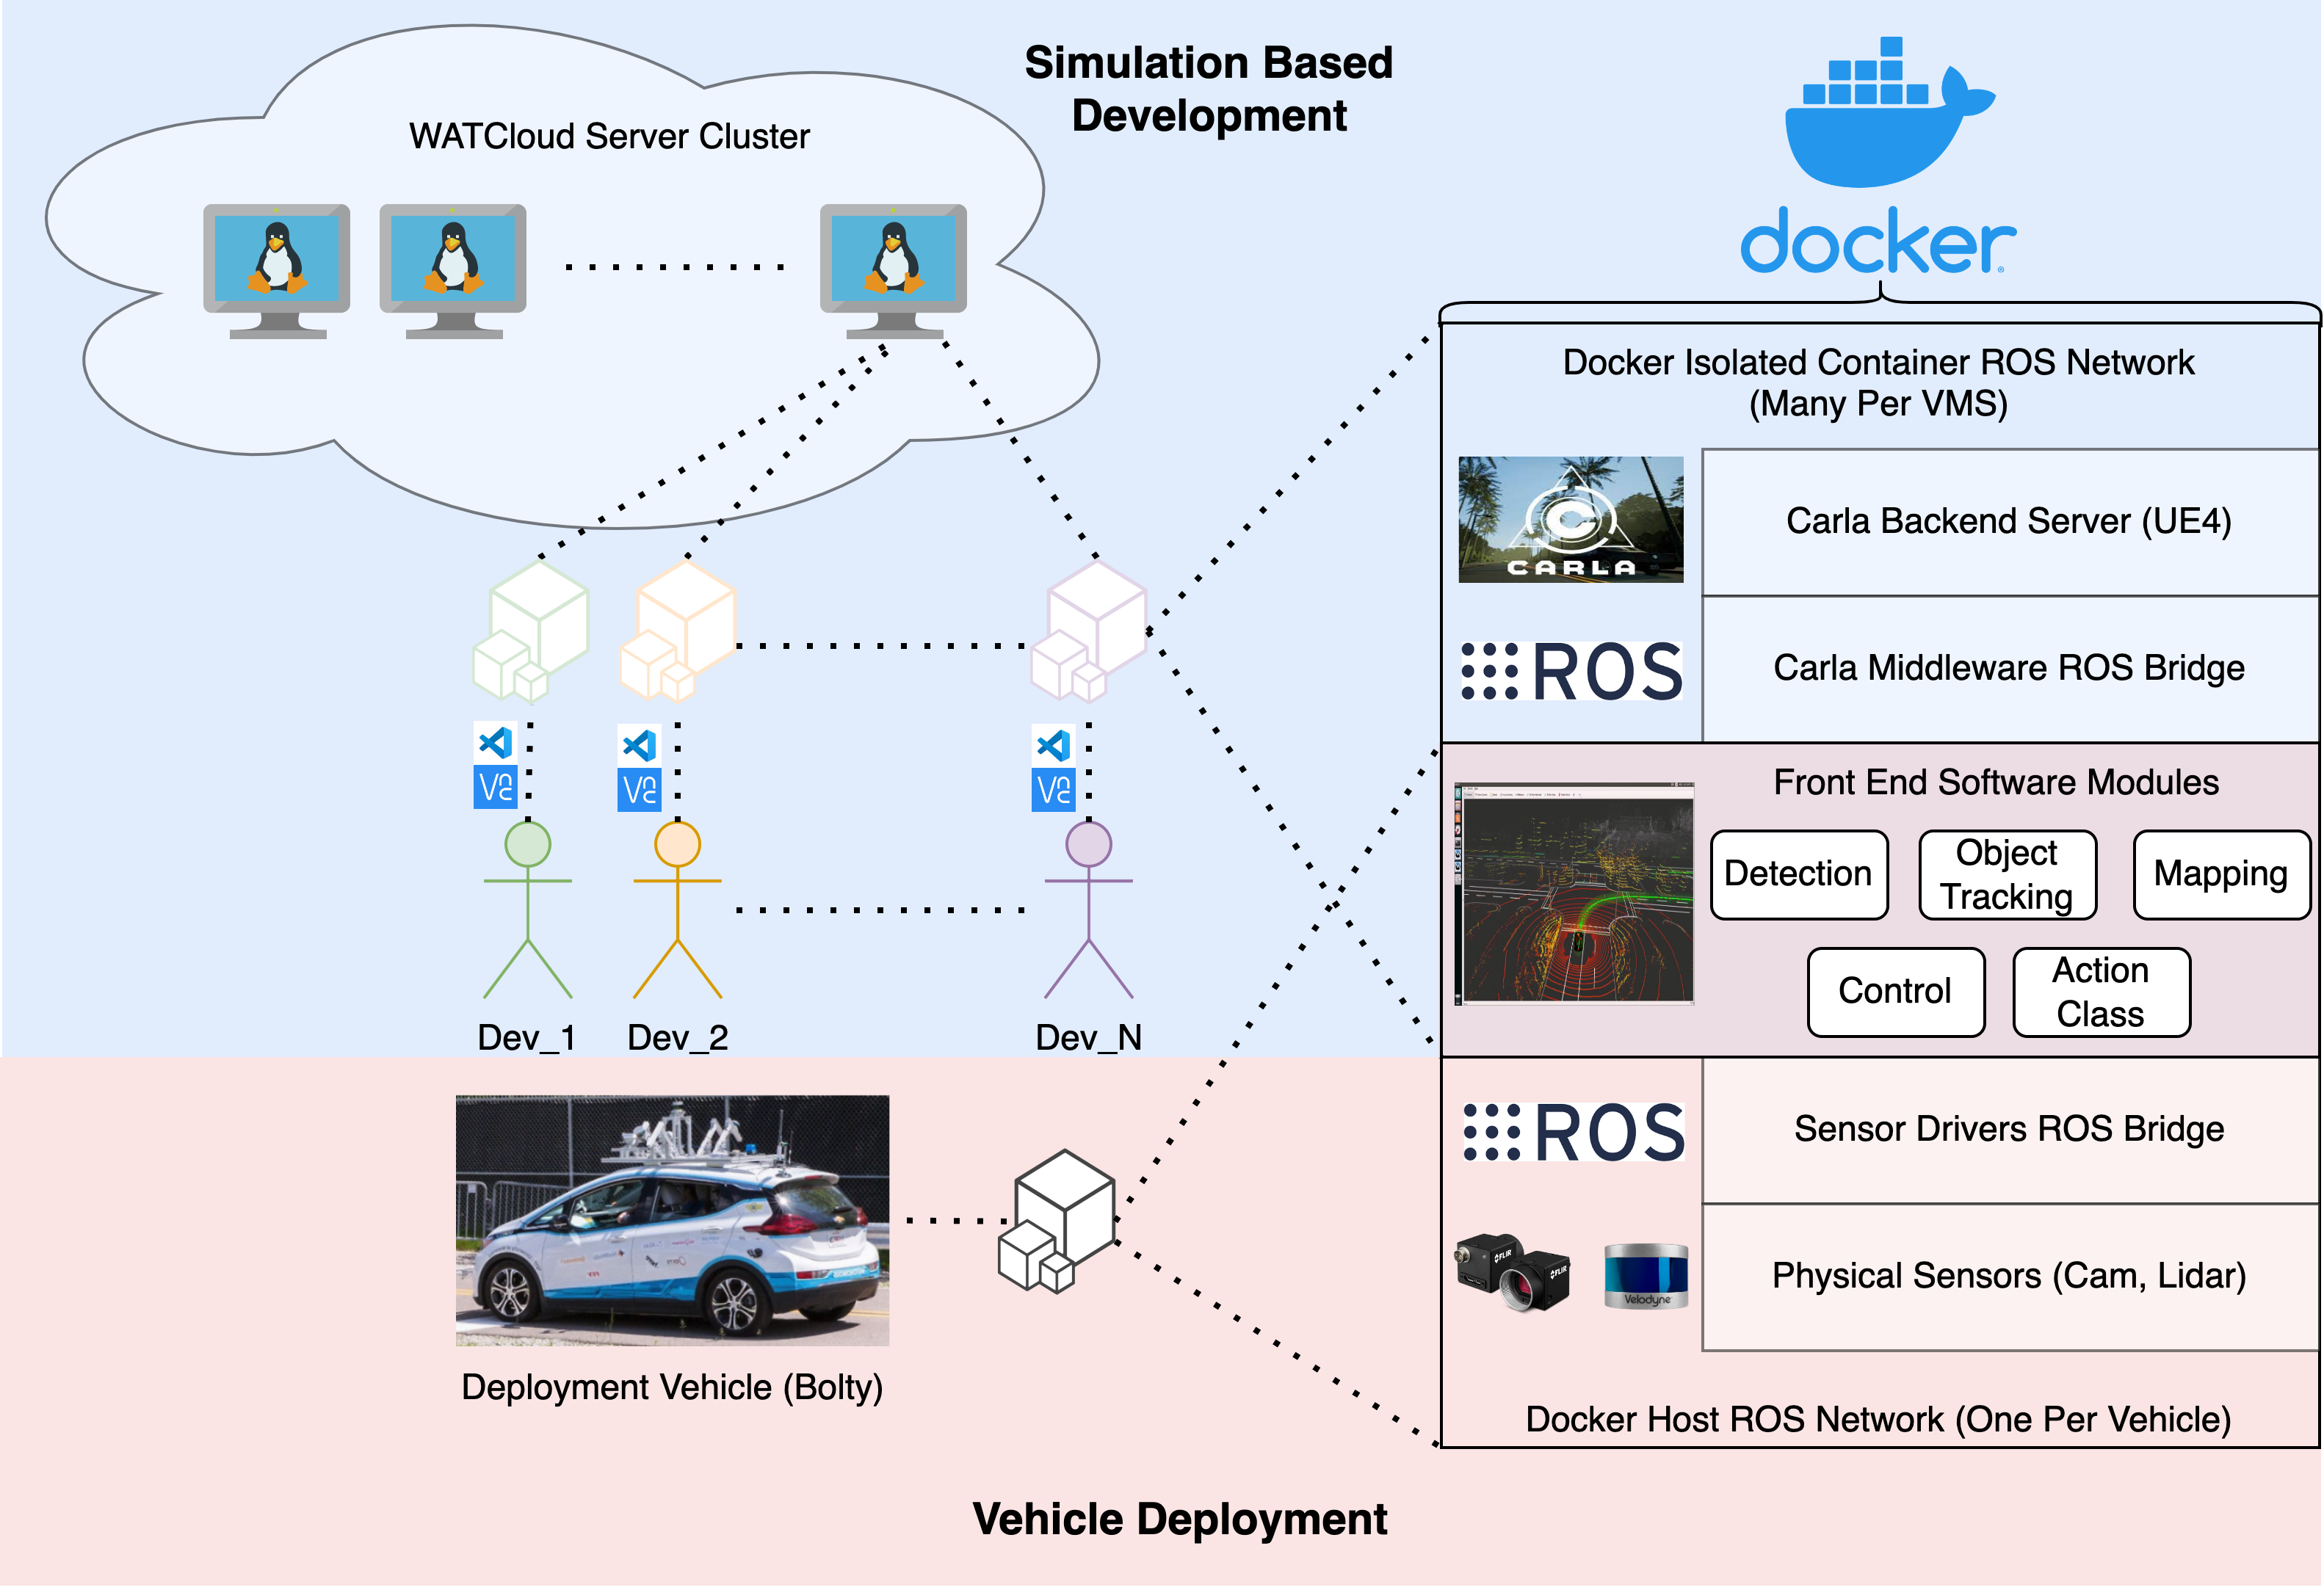 Simulation Based
Development
WATCloud Server Cluster
docker
Docker Isolated Container ROS Network
(Many Per VMS)
CARLA
Carla Backend Server (UE4)
ROS
Carla Middleware ROS Bridge
Front End Software Modules
Detection
Object
Tracking
Mapping
Control
Action
Class
Dev_1
Dev_2
Dev_N
ROS
Sensor Drivers ROS Bridge
FLIR
FLIR
Velodyne
Physical Sensors (Cam, Lidar)
Deployment Vehicle (Bolty)
Docker Host ROS Network (One Per Vehicle)
Vehicle Deployment